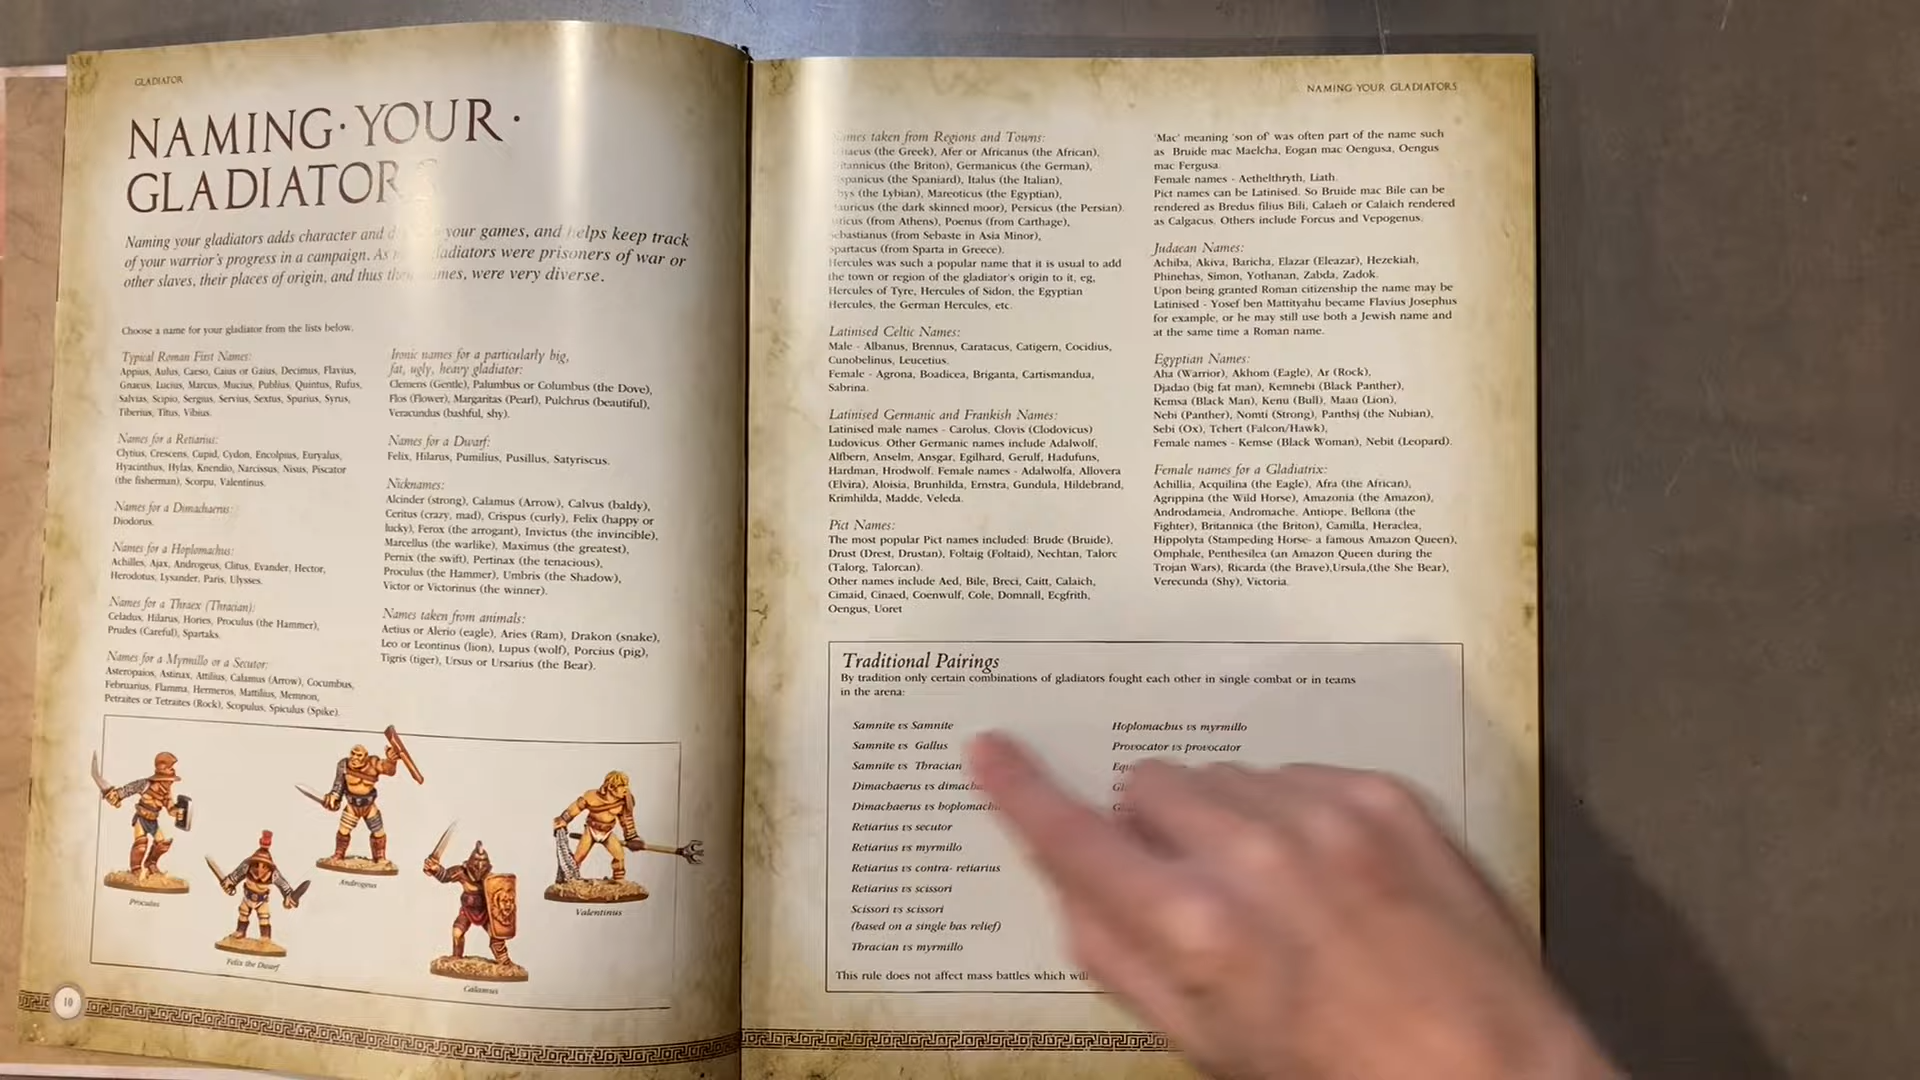 GLADIATOR
NAMING·YOUR·
GLADIATOR
Naming your gladiators adds character and your games, and helps keep track
of your warrior's progress in a campaign. As gladiators were prisoners of war or
other slaves, their places of origin, and thus names, were very diverse.
Choose a name for your gladiator from the lists below.
Typical Roman First Names:
Appius, Aulus, Caeso, Caius or Gaius, Decimus, Flavius,
Gnaeus, Lucius, Marcus, Mucius, Publius, Quintus, Rufus,
Salvias, Scipio, Sergius, Servius, Sextus, Spurius, Syrus,
Tiberius, Titus, Vibius.
Names for a Retiarius:
Clytius, Crescens, Cupid, Cydon, Encolpius, Euryalus,
Hyacinthus, Hylas, Knendio, Narcissus, Nisus, Piscator
(the fisherman), Scorpu, Valentinus.
Names for a Dimachaerus:
Diodorus.
Names for a Hoplomachus:
Achilles, Ajax, Androgeus, Clitus, Evander, Hector,
Herodotus, Lysander, Paris, Ulysses.
Names for a Thraex (Thracian):
Celadus, Hilarus, Hories, Proculus (the Hammer),
Prudes (Careful), Spartaks.
Names for a Myrmillo or a Secutor:
Asteropaios, Astinax, Attilius, Calamus (Arrow), Cocumbus,
Februarius, Flamma, Hermeros, Mattilius, Memnon,
Petraites or Tetraites (Rock), Scopulus, Spiculus (Spike).
Ironic names for a particularly big,
fat, ugly, heavy gladiator:
Clemens (Gentle), Palumbus or Columbus (the Dove),
Flos (Flower), Margaritas (Pearl), Pulchrus (beautiful),
Veracundus (bashful, shy).
Names for a Dwarf:
Felix, Hilarus, Pumilius, Pusillus, Satyriscus.
Nicknames:
Alcinder (strong), Calamus (Arrow), Calvus (baldy),
Ceritus (crazy, mad), Crispus (curly), Felix (happy or
lucky), Ferox (the arrogant), Invictus (the invincible),
Marcellus (the warlike), Maximus (the greatest),
Pernix (the swift), Pertinax (the tenacious),
Proculus (the Hammer), Umbris (the Shadow),
Victor or Victorinus (the winner).
Names taken from animals:
Aetius or Alerio (eagle), Aries (Ram), Drakon (snake),
Leo or Leontinus (lion), Lupus (wolf), Porcius (pig),
Tigris (tiger), Ursus or Ursarius (the Bear).
Proculus
Felix the Dwarf
Androgeus
Calamus
Valentinus
10
NAMING YOUR GLADIATORS
taken from Regions and Towns:
(the Greek), Afer or Africanus (the African),
(the Briton), Germanicus (the German),
(the Spaniard), Italus (the Italian),
(the Lybian), Mareoticus (the Egyptian),
(the dark skinned moor), Persicus (the Persian).
(from Athens), Poenus (from Carthage),
Sebastianus (from Sebaste in Asia Minor),
Spartacus (from Sparta in Greece).
Hercules was such a popular name that it is usual to add
the town or region of the gladiator's origin to it, eg,
Hercules of Tyre, Hercules of Sidon, the Egyptian
Hercules, the German Hercules, etc.
Latinised Celtic Names:
Male - Albanus, Brennus, Caratacus, Catigern, Cocidius,
Cunobelinus, Leucetius.
Female - Agrona, Boadicea, Briganta, Cartismandua,
Sabrina.
Latinised Germanic and Frankish Names:
Latinised male names - Carolus, Clovis (Clodovicus)
Ludovicus. Other Germanic names include Adalwolf,
Alfbern, Anselm, Ansgar, Egilhard, Gerulf, Hadufuns,
Hardman, Hrodwolf. Female names - Adalwolfa, Allovera
(Elvira), Aloisia, Brunhilda, Ernstra, Gundula, Hildebrand,
Krimhilda, Madde, Veleda.
Pict Names:
The most popular Pict names included: Brude (Bruide),
Drust (Drest, Drustan), Foltaig (Foltaid), Nechtan, Talorc
(Talorg, Talorcan).
Other names include Aed, Bile, Breci, Caitt, Calaich,
Cimaid, Cinaed, Coenwulf, Cole, Domnall, Ecgfrith,
Oengus, Uoret
'Mac' meaning 'son of' was often part of the name such
as Bruide mac Maelcha, Eogan mac Oengusa, Oengus
mac Fergusa.
Female names - Aethelthryth, Liath.
Pict names can be Latinised. So Bruide mac Bile can be
rendered as Bredus filius Bili, Calaeh or Calaich rendered
as Calgacus. Others include Forcus and Vepogenus.
Judaean Names:
Achiba, Akiva, Baricha, Elazar (Eleazar), Hezekiah,
Phinehas, Simon, Yothanan, Zabda, Zadok.
Upon being granted Roman citizenship the name may be
Latinised - Yosef ben Mattityahu became Flavius Josephus
for example, or he may still use both a Jewish name and
at the same time a Roman name.
Egyptian Names:
Aha (Warrior), Akhom (Eagle), Ar (Rock),
Djadao (big fat man), Kemnebi (Black Panther),
Kemsa (Black Man), Kenu (Bull), Maau (Lion),
Nebi (Panther), Nomti (Strong), Panthsj (the Nubian),
Sebi (Ox), Tchert (Falcon/Hawk),
Female names - Kemse (Black Woman), Nebit (Leopard).
Female names for a Gladiatrix:
Achillia, Acquilina (the Eagle), Afra (the African),
Agrippina (the Wild Horse), Amazonia (the Amazon),
Androdameia, Andromache, Antiope, Bellona (the
Fighter), Britannica (the Briton), Camilla, Heraclea,
Hippolyta (Stampeding Horse- a famous Amazon Queen),
Omphale, Penthesilea (an Amazon Queen during the
Trojan Wars), Ricarda (the Brave),Ursula,(the She Bear),
Verecunda (Shy), Victoria.
Traditional Pairings
By tradition only certain combinations of gladiators fought each other in single combat or in teams
in the arena:
Samnite vs Samnite
Samnite vs Gallus
Samnite vs Thracian
Dimachaerus vs
Dimachaerus vs
Retiarius vs secutor
Retiarius vs myrmillo
Retiarius vs contra- retiarius
Retiarius vs scissori
Scissori vs scissori
(based on a single bas relief)
Thracian vs myrmillo
Hoplomachus vs myrmillo
Provocator vs provocator
This rule does not affect mass battles which